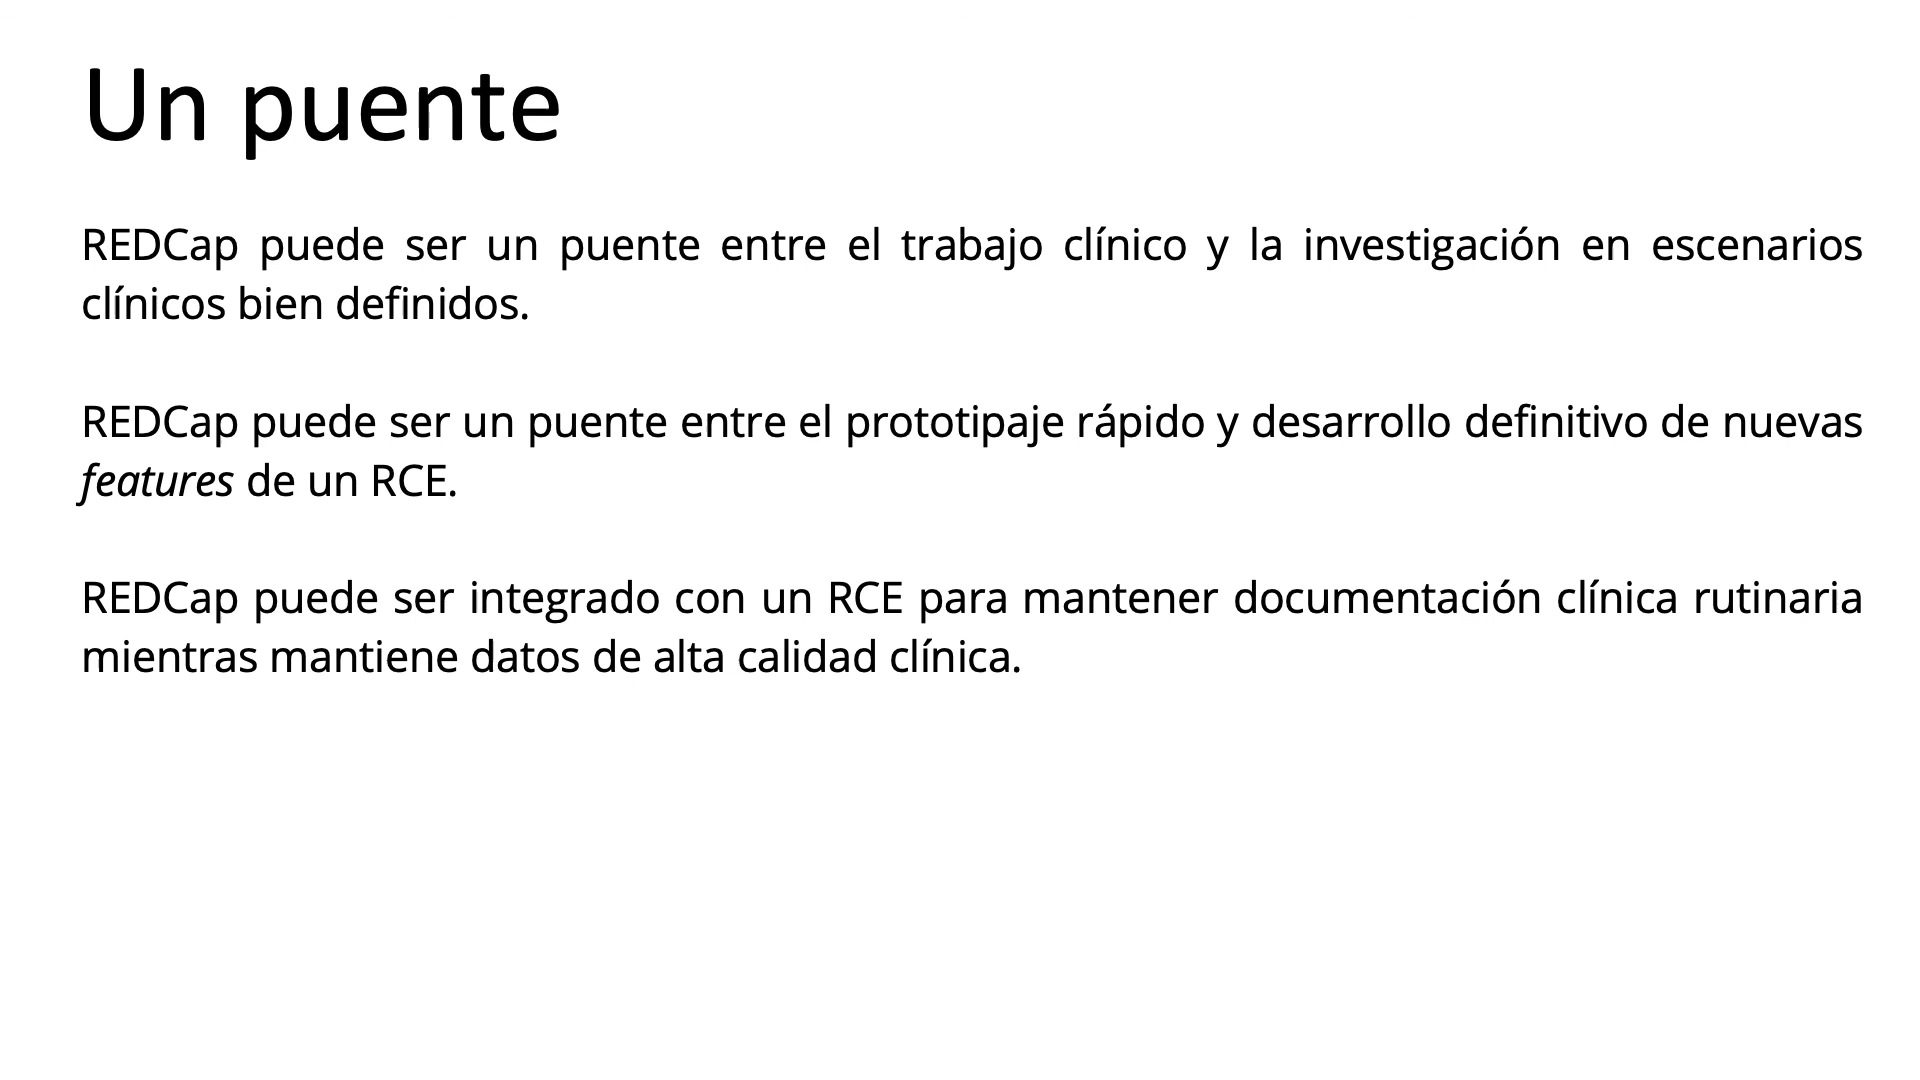 Un puente
REDCap puede ser un puente entre el trabajo clínico y la investigación en escenarios
clínicos bien definidos.
REDCap puede ser un puente entre el prototipaje rápido y desarrollo definitivo de nuevas
features de un RCE.
REDCap puede ser integrado con un RCE para mantener documentación clínica rutinaria
mientras mantiene datos de alta calidad clínica.